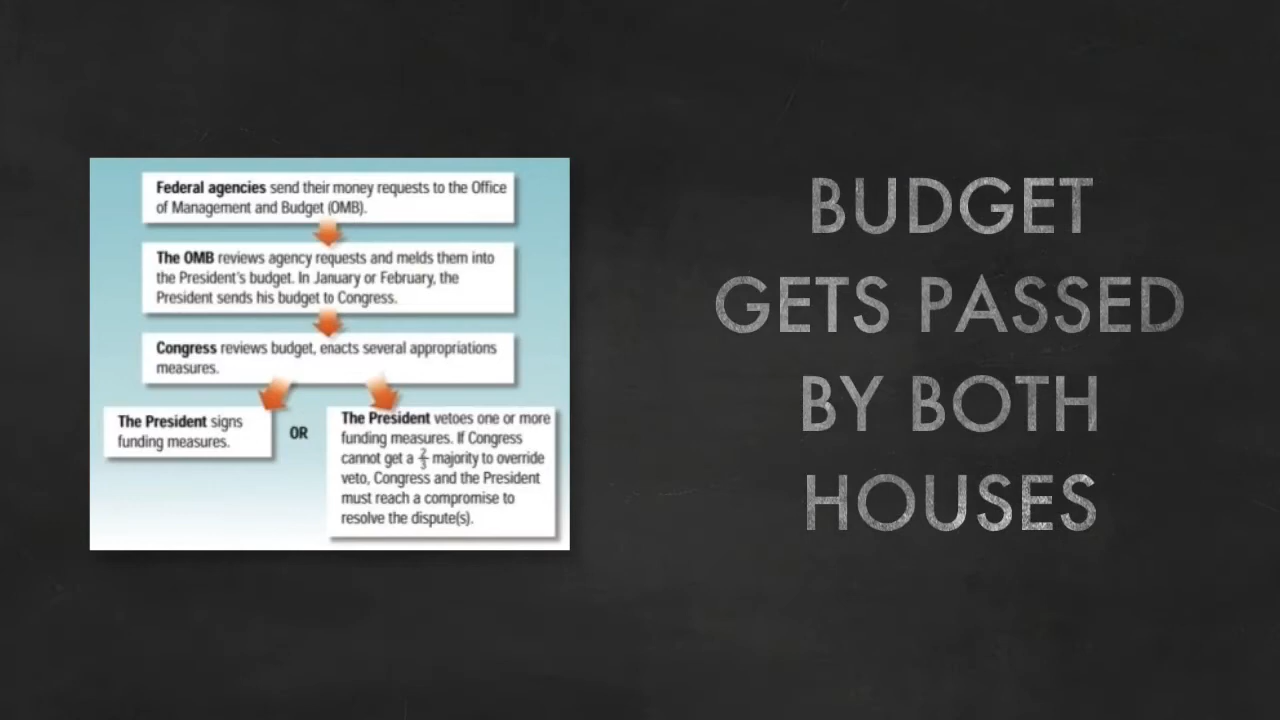 Federal agencies send their money requests to the Office
of Management and Budget (OMB).
The OMB reviews agency requests and melds them into
the President's budget. In January or February, the
President sends his budget to Congress.
Congress reviews budget, enacts several appropriations
measures.
The President signs
funding measures.
OR
The President vetoes one or more
funding measures. If Congress
cannot get a 2/3 majority to override
veto, Congress and the President
must reach a compromise to
resolve the dispute(s).
BUDGET
GETS PASSED
BY BOTH
HOUSES